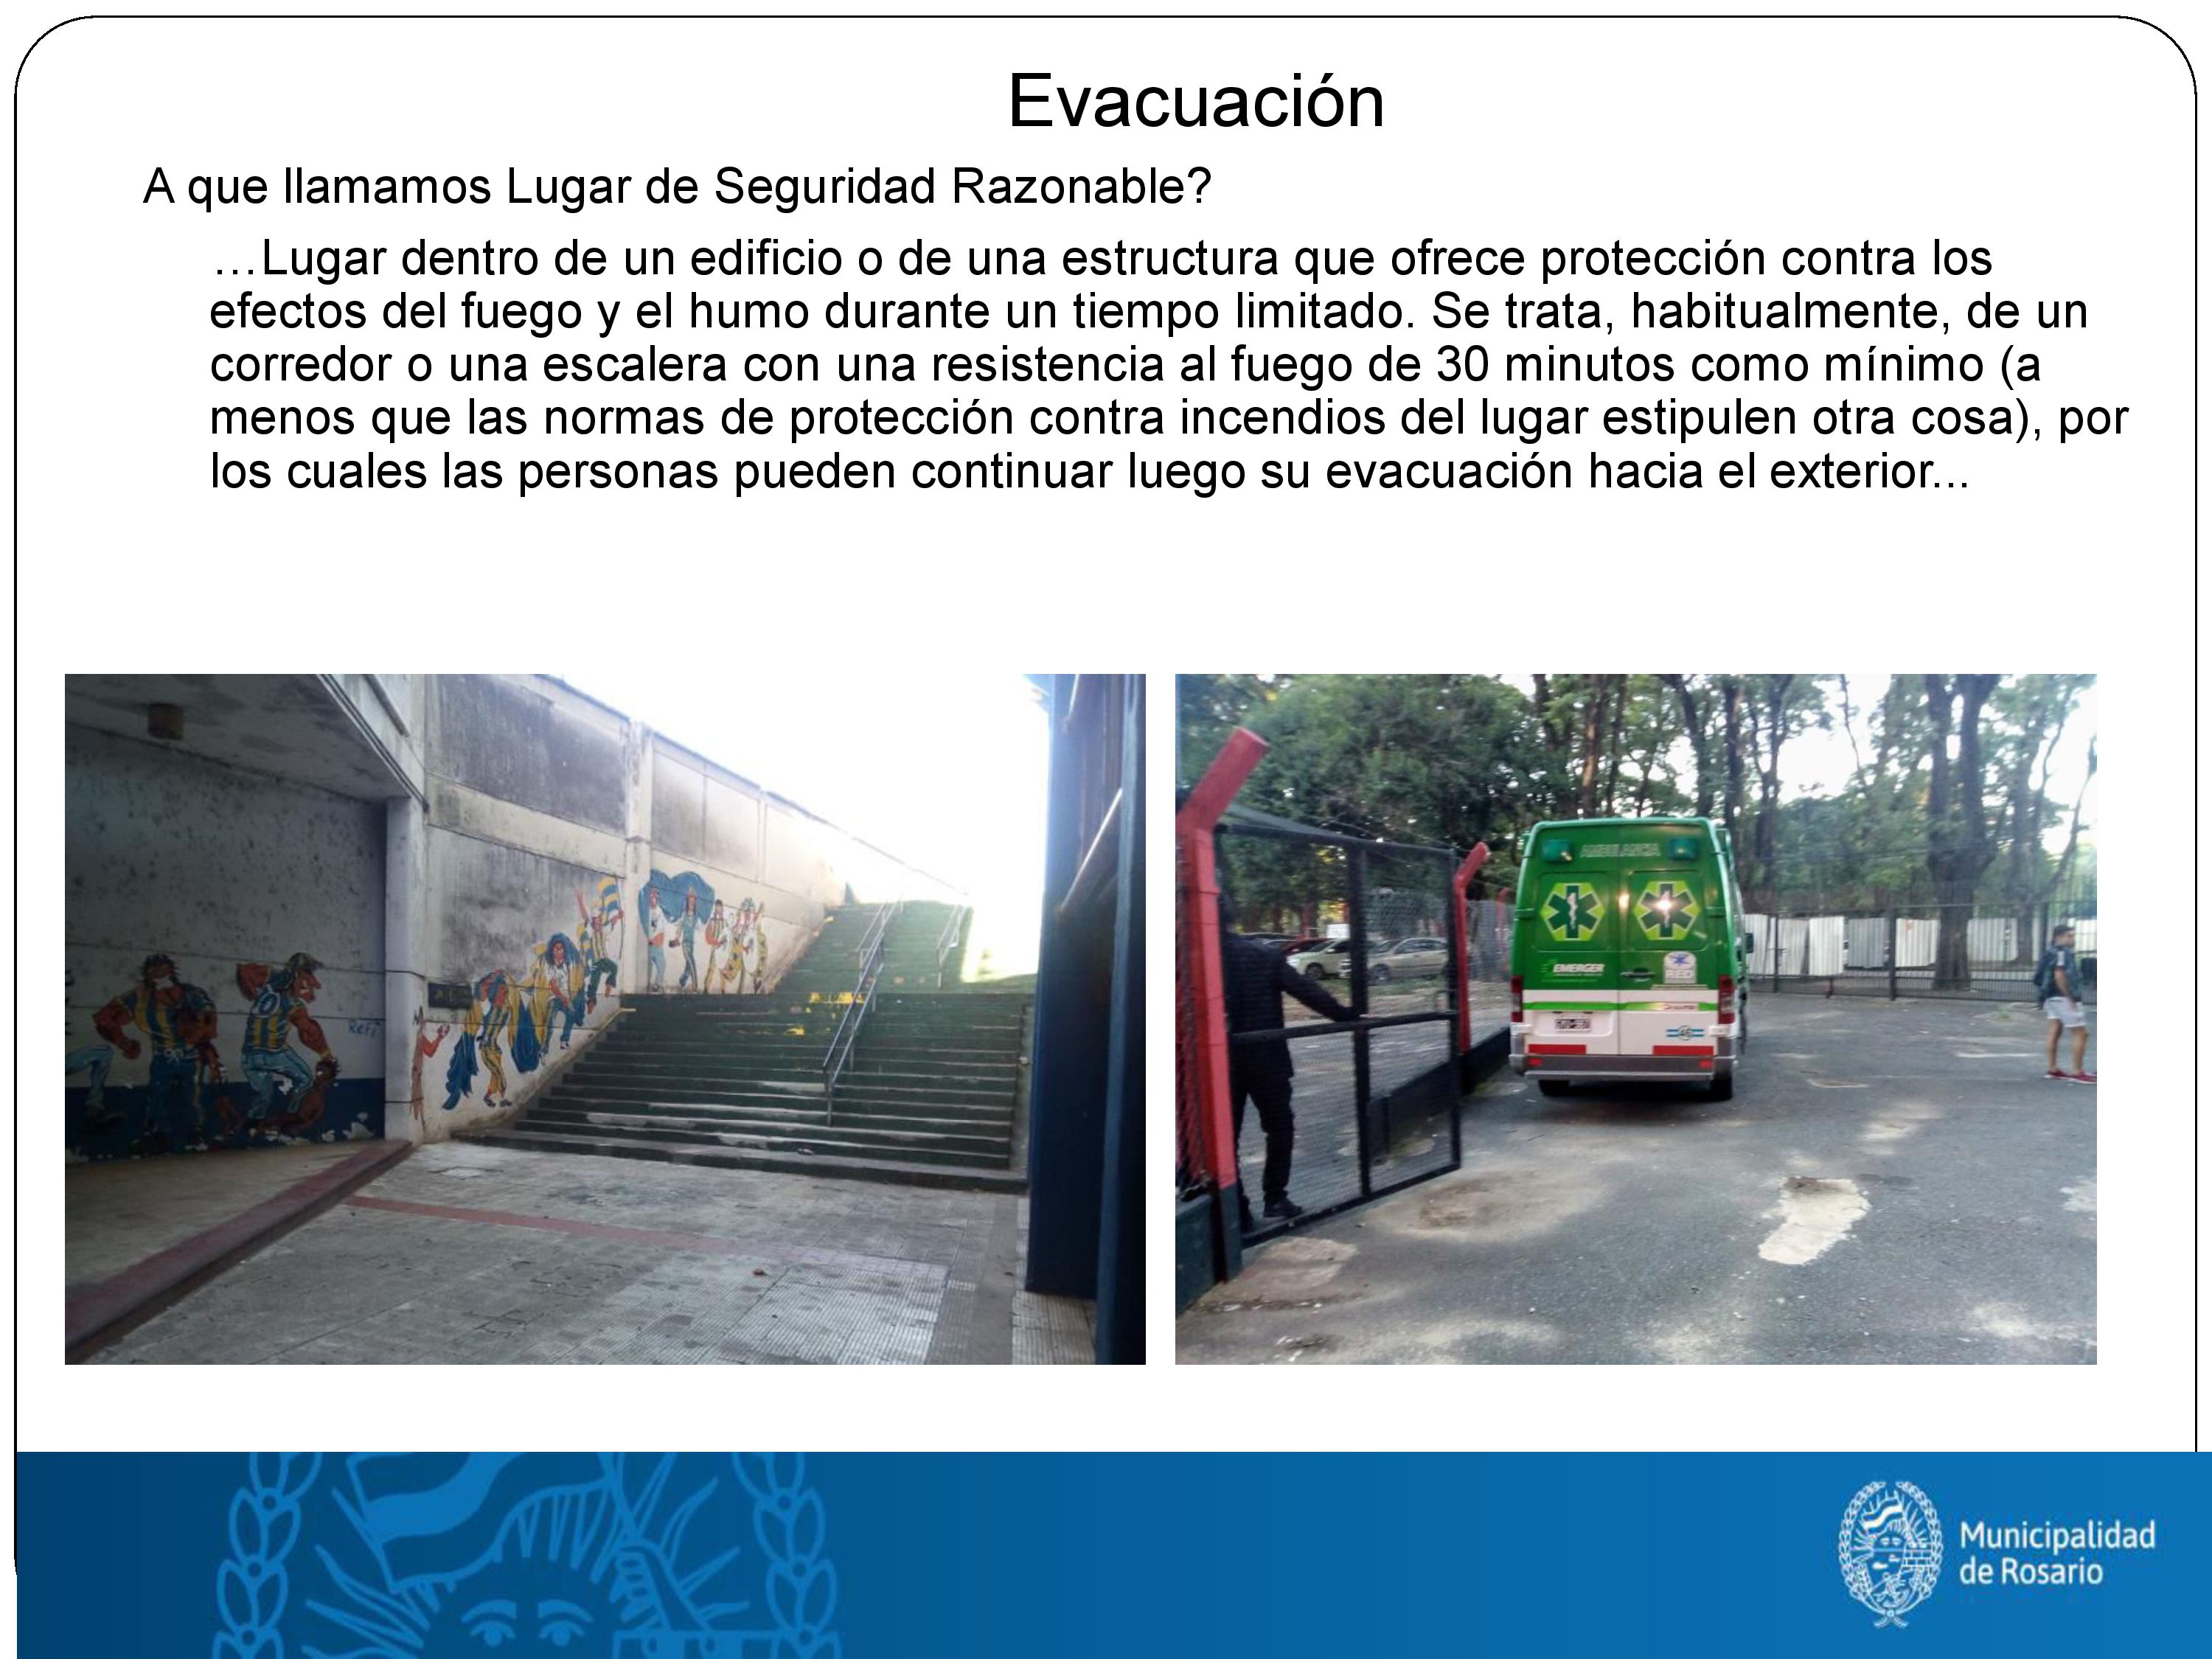 Evacuación
A que llamamos Lugar de Seguridad Razonable?
…Lugar dentro de un edificio o de una estructura que ofrece protección contra los
efectos del fuego y el humo durante un tiempo limitado. Se trata, habitualmente, de un
corredor o una escalera con una resistencia al fuego de 30 minutos como mínimo (a
menos que las normas de protección contra incendios del lugar estipulen otra cosa), por
los cuales las personas pueden continuar luego su evacuación hacia el exterior...
AMBULANCIA
EMERGER
RED
Municipalidad
de Rosario